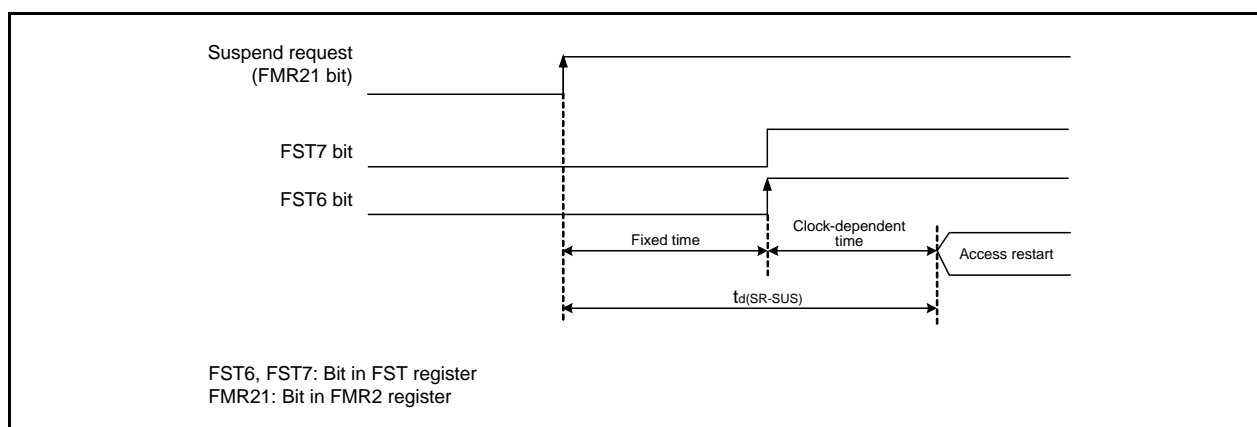 Suspend request
(FMR21 bit)
FST7 bit
FST6 bit
Fixed time
Clock-dependent
time
Access restart
td(SR-SUS)
FST6, FST7: Bit in FST register
FMR21: Bit in FMR2 register